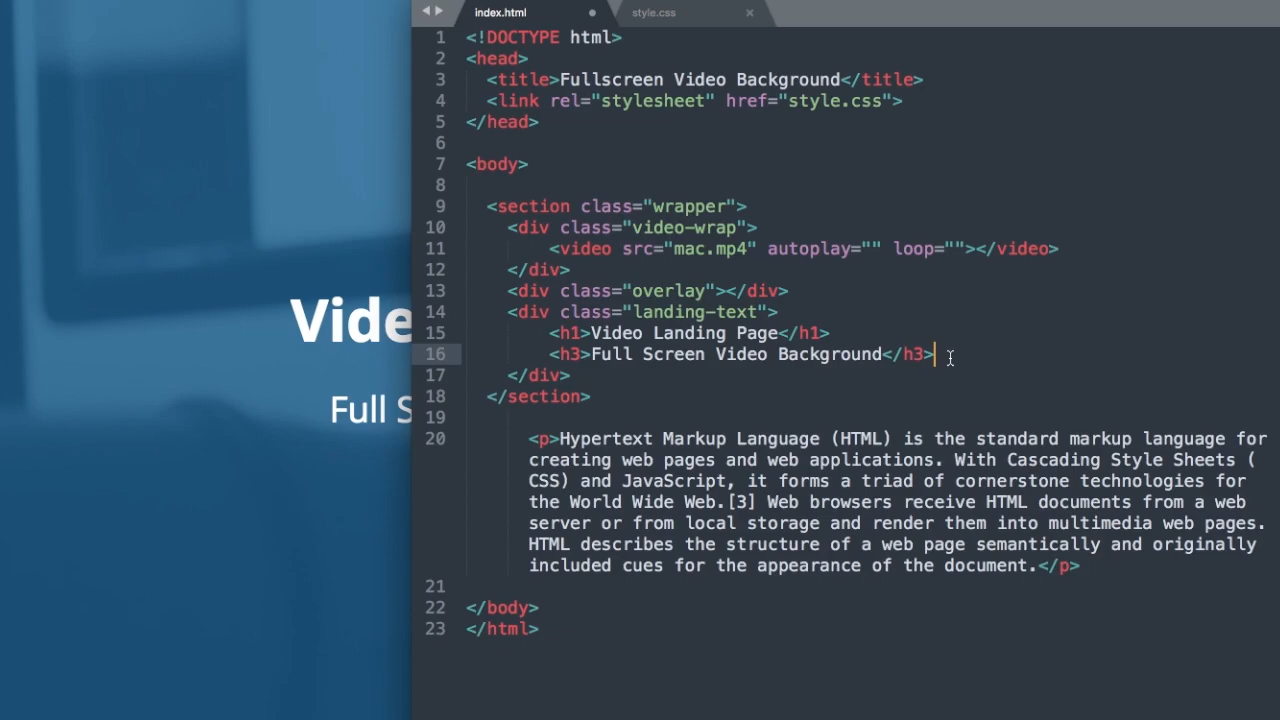 index.html
style.css
Vide
Full S
1 <!DOCTYPE html>
2 <head>
3 <title>Fullscreen Video Background</title>
4 <link rel="stylesheet" href="style.css">
5 </head>
6
7 <body>
8
9 <section class="wrapper">
10 <div class="video-wrap">
11 <video src="mac.mp4" autoplay="" loop=""></video>
12 </div>
13 <div class="overlay"></div>
14 <div class="landing-text">
15 <h1>Video Landing Page</h1>
16 <h3>Full Screen Video Background</h3>
17 </div>
18 </section>
19
20 <p>Hypertext Markup Language (HTML) is the standard markup language for
creating web pages and web applications. With Cascading Style Sheets (
CSS) and JavaScript, it forms a triad of cornerstone technologies for
the World Wide Web.[3] Web browsers receive HTML documents from a web
server or from local storage and render them into multimedia web pages.
HTML describes the structure of a web page semantically and originally
included cues for the appearance of the document.</p>
21
22 </body>
23 </html>